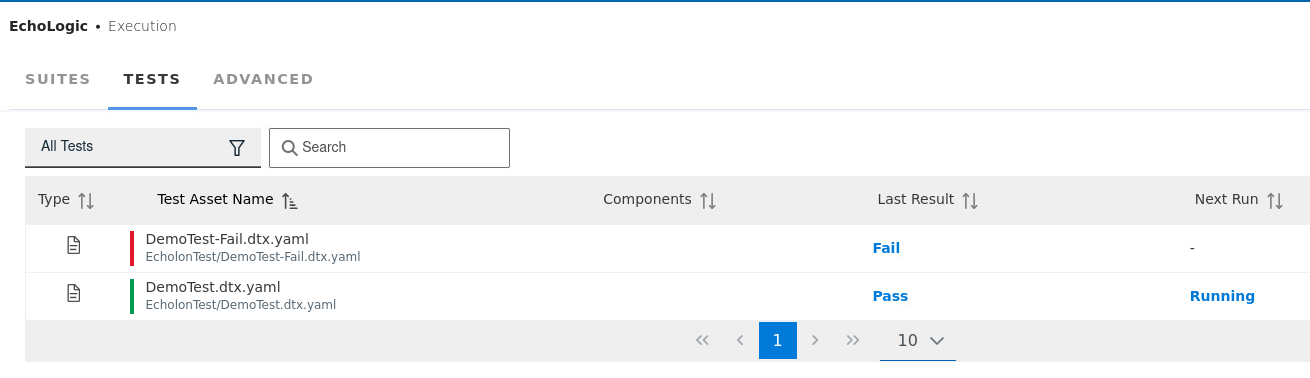 EchoLogic • Execution
SUITES TESTS ADVANCED
All Tests Search
Type Test Asset Name Components Last Result Next Run
DemoTest-Fail.dtx.yaml
EcholonTest/DemoTest-Fail.dtx.yaml
Fail -
DemoTest.dtx.yaml
EcholonTest/DemoTest.dtx.yaml
Pass Running
1 10